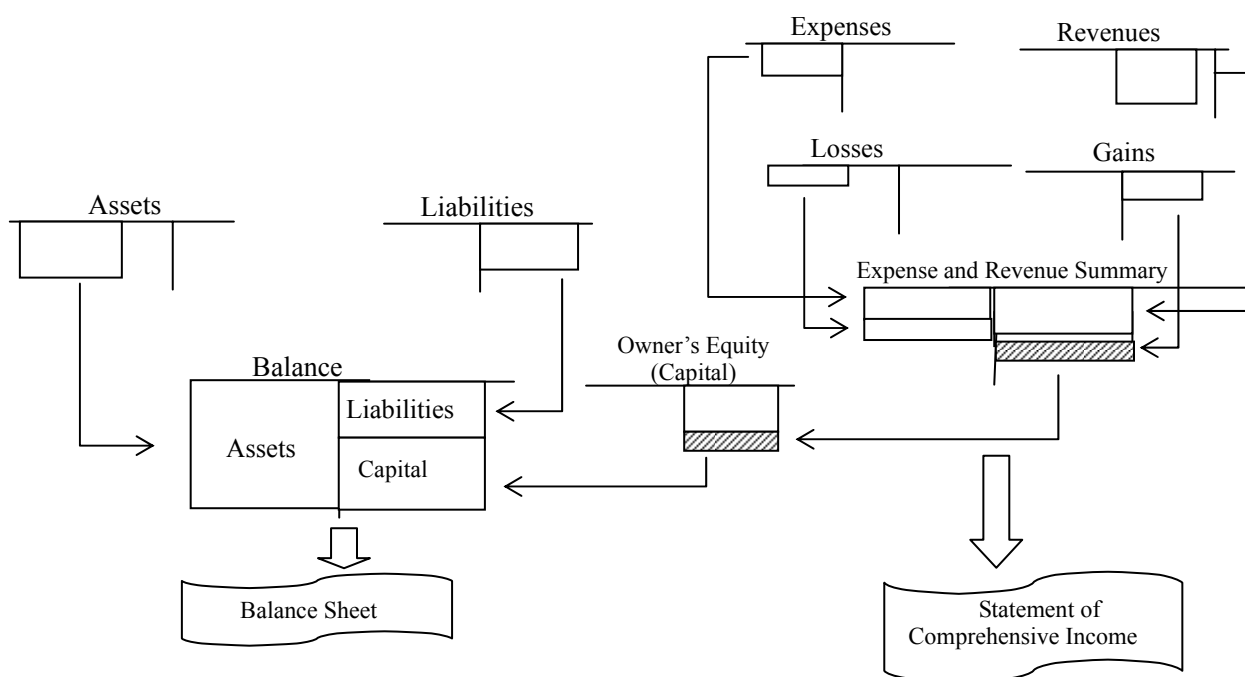 Expenses
Revenues
Losses
Gains
Assets
Liabilities
Expense and Revenue Summary
Owner’s Equity
(Capital)
Balance
Liabilities
Assets
Capital
Balance Sheet
Statement of
Comprehensive Income